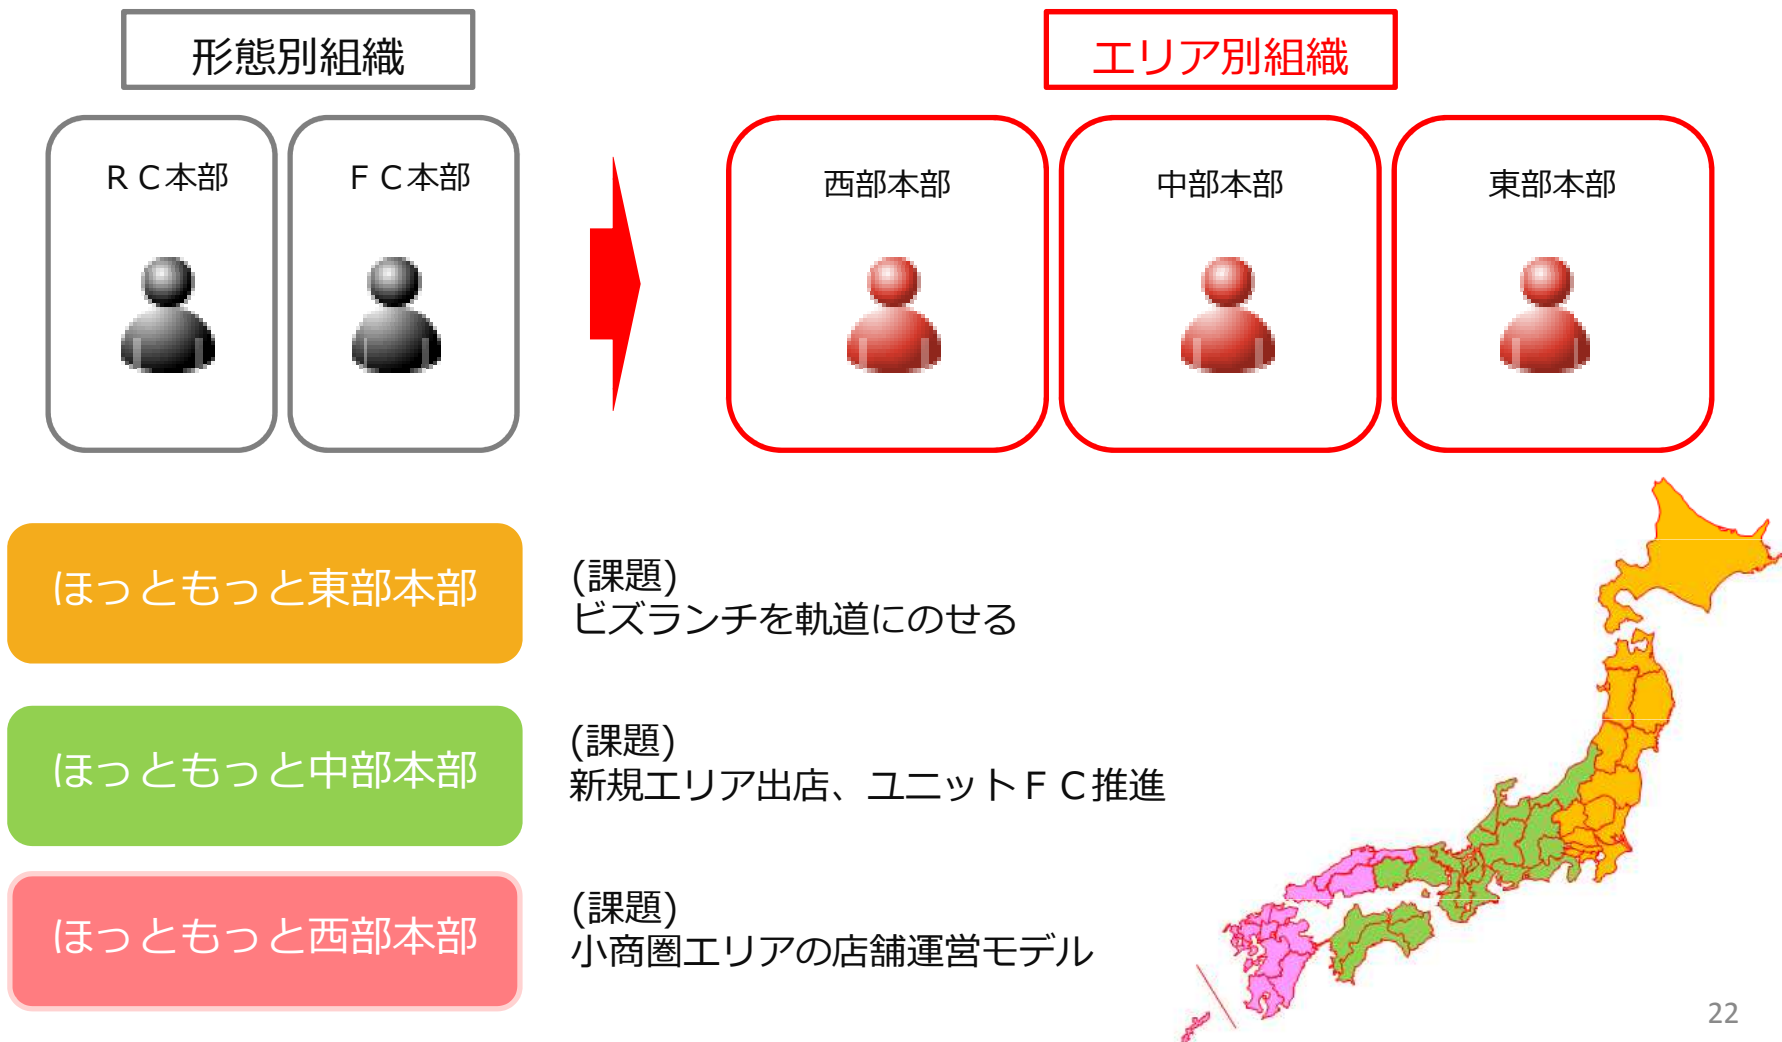 形態別組織
エリア別組織
ＲＣ本部
ＦＣ本部
西部本部
中部本部
東部本部
ほっともっと東部本部
(課題)
ビズランチを軌道にのせる
ほっともっと中部本部
(課題)
新規エリア出店、ユニットＦＣ推進
ほっともっと西部本部
(課題)
小商圏エリアの店舗運営モデル
22